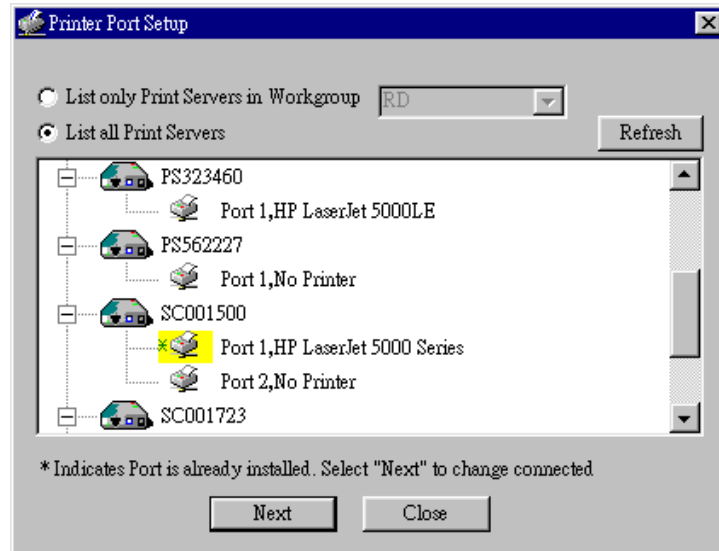 Printer Port Setup
List only Print Servers in Workgroup RD
List all Print Servers
Refresh
PS323460
Port 1,HP LaserJet 5000LE
PS562227
Port 1,No Printer
SC001500
*Port 1,HP LaserJet 5000 Series
Port 2,No Printer
SC001723
* Indicates Port is already installed. Select "Next" to change connected
Next Close